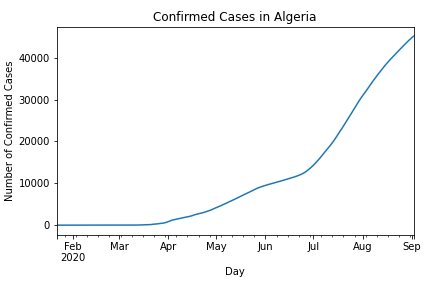 Confirmed Cases in Algeria
Number of Confirmed Cases
40000
30000
20000
10000
0
Feb Mar Apr May Jun Jul Aug Sep
2020
Day